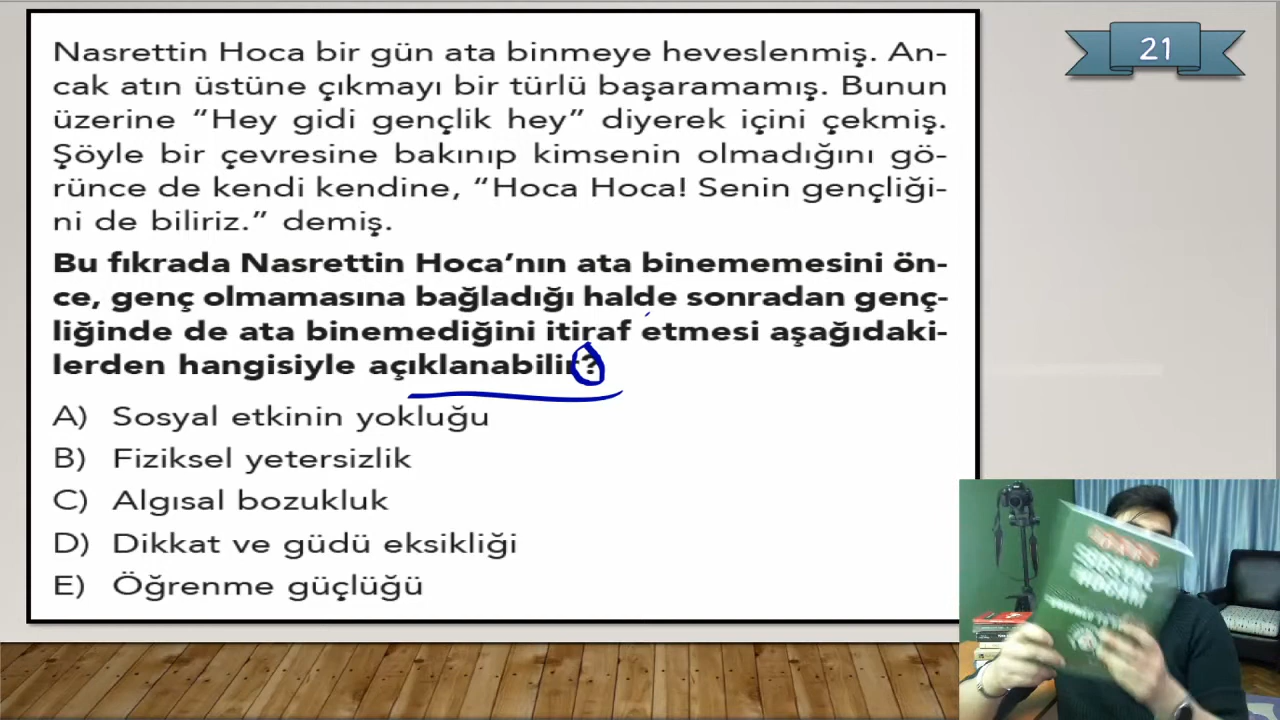 Nasrettin Hoca bir gün ata binmeye heveslenmiş. An-
cak atın üstüne çıkmayı bir türlü başaramamış. Bunun
üzerine “Hey gidi gençlik hey” diyerek içini çekmiş.
Şöyle bir çevresine bakınıp kimsenin olmadığını gö-
rünce de kendi kendine, “Hoca Hoca! Senin gençliği-
ni de biliriz.” demiş.
Bu fıkrada Nasrettin Hoca’nın ata binememesini ön-
ce, genç olmamasına bağladığı halde sonradan genç-
liğinde de ata binemediğini itiraf etmesi aşağıdaki-
lerden hangisiyle açıklanabilir?
A) Sosyal etkinin yokluğu
B) Fiziksel yetersizlik
C) Algısal bozukluk
D) Dikkat ve güdü eksikliği
E) Öğrenme güçlüğü
21